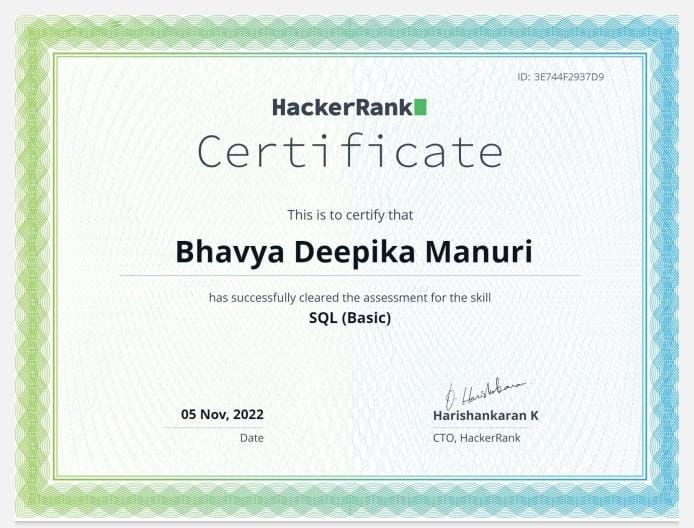 ID: 3E744F2937D9
HackerRank
Certificate
This is to certify that
Bhavya Deepika Manuri
has successfully cleared the assessment for the skill
SQL (Basic)
05 Nov, 2022
Date
Harishankaran K
CTO, HackerRank